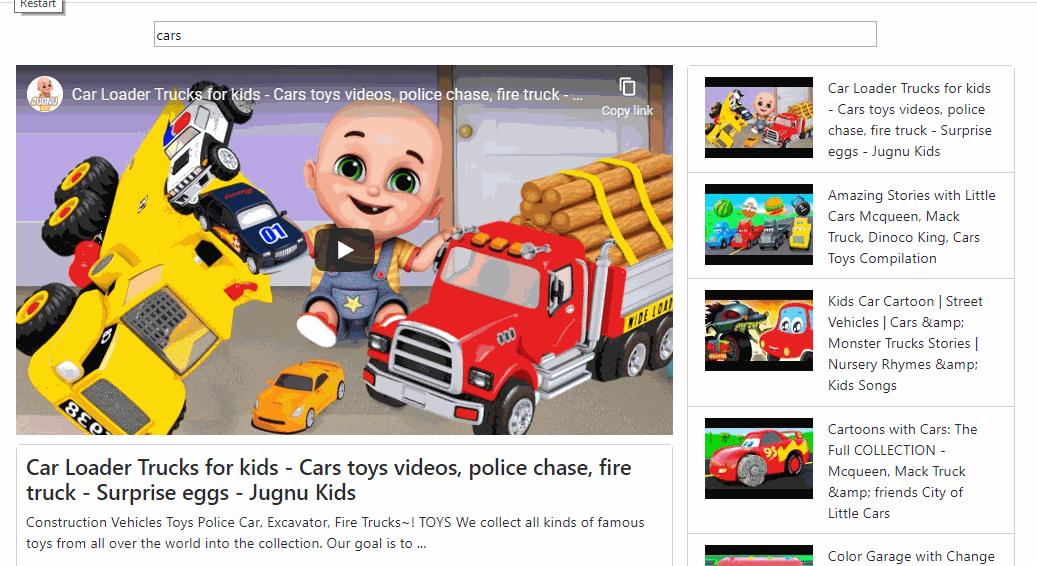 Restart
cars
JUGNU
Car Loader Trucks for kids - Cars toys videos, police chase, fire truck - ...
Copy link
01
WIDE LOAD
Car Loader Trucks for kids - Cars toys videos, police chase, fire
truck - Surprise eggs - Jugnu Kids
Construction Vehicles Toys Police Car, Excavator, Fire Trucks~! TOYS We collect all kinds of famous
toys from all over the world into the collection. Our goal is to ...
Car Loader Trucks for kids
- Cars toys videos, police
chase, fire truck - Surprise
eggs - Jugnu Kids
Amazing Stories with Little
Cars Mcqueen, Mack
Truck, Dinoco King, Cars
Toys Compilation
Kids Car Cartoon | Street
Vehicles | Cars &amp;
Monster Trucks Stories |
Nursery Rhymes &amp;
Kids Songs
95
Cartoons with Cars: The
Full COLLECTION -
Mcqueen, Mack Truck
&amp; friends City of
Little Cars
Color Garage with Change